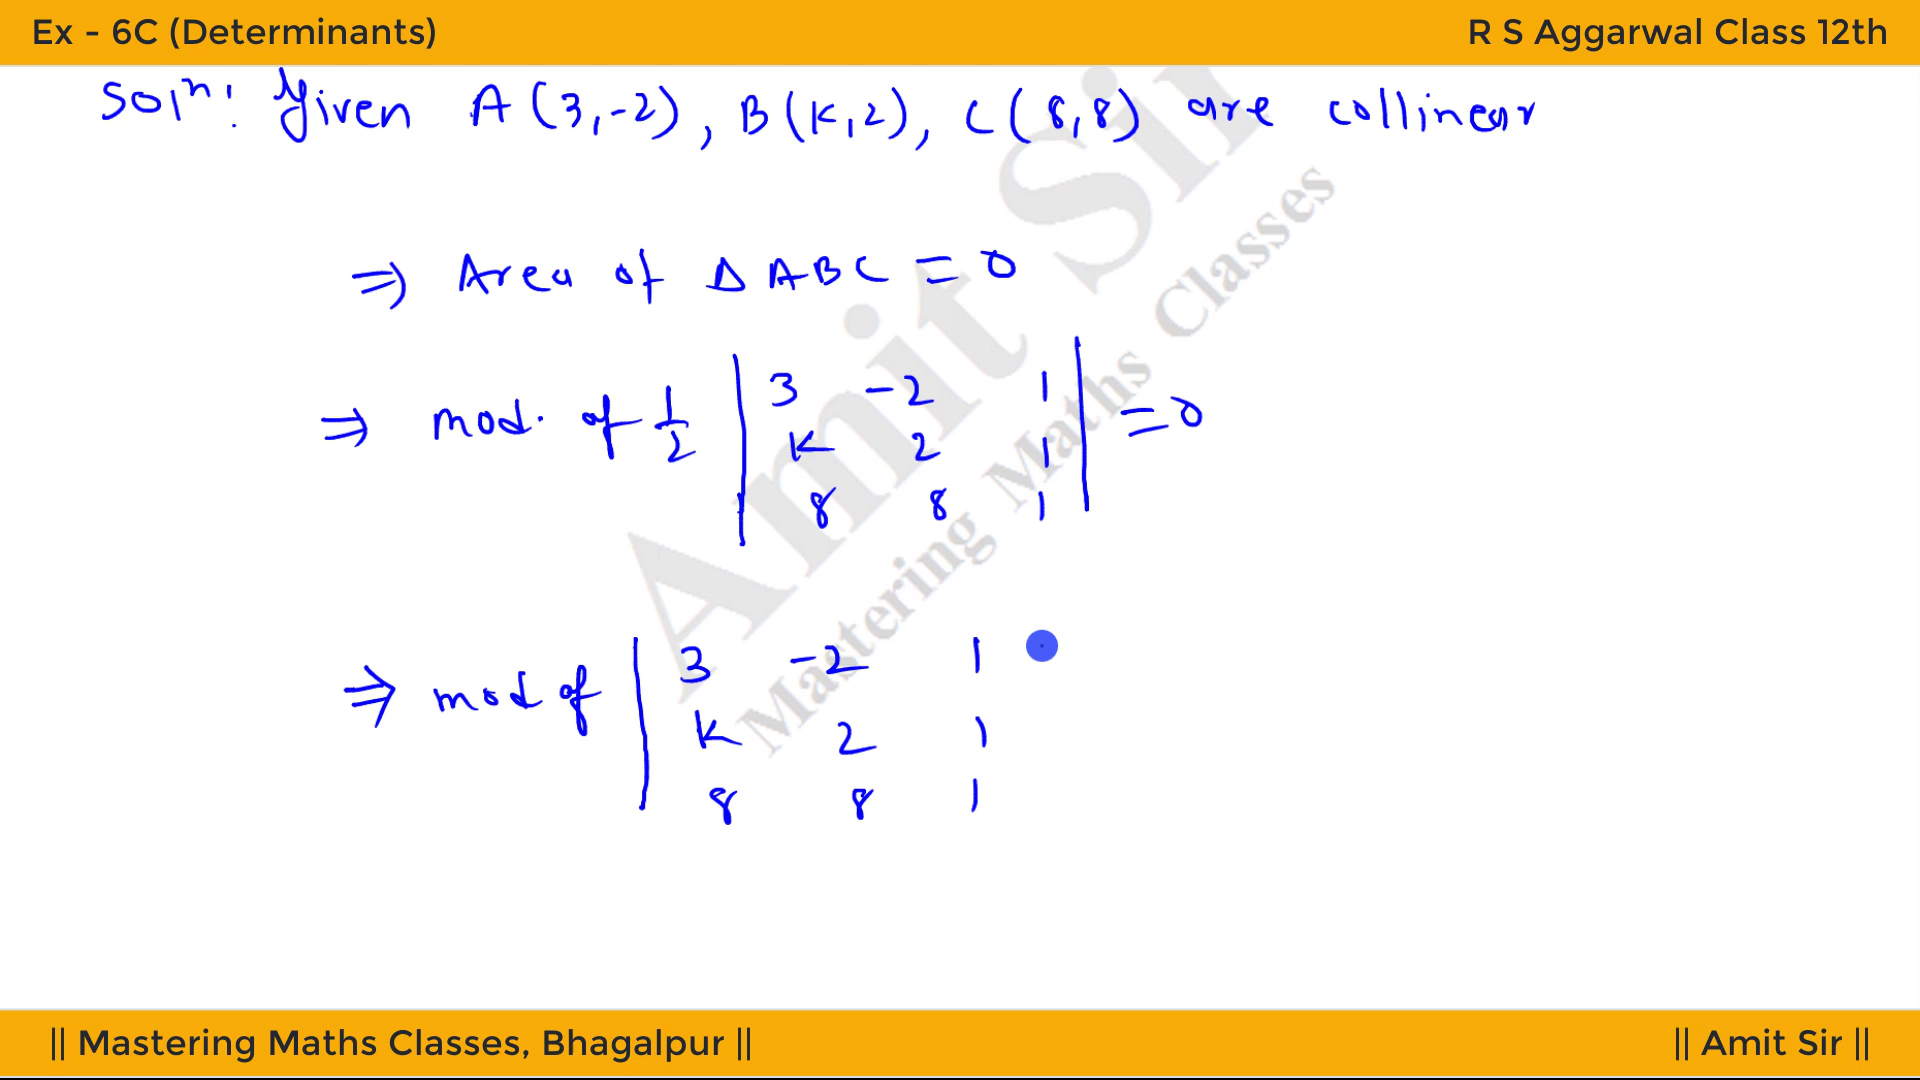 Ex - 6C (Determinants)
R S Aggarwal Class 12th
Solⁿ: Given A(3,-2), B(K,2), C(8,8) are collinear
⇒ Area of Δ ABC = 0
⇒ mod. of 1/2 | 3 -2 1 | = 0
K 2 1
8 8 1
⇒ mod of | 3 -2 1
k 2 1
8 8 1
Amit Sir
Mastering Maths Classes
|| Mastering Maths Classes, Bhagalpur ||
|| Amit Sir ||